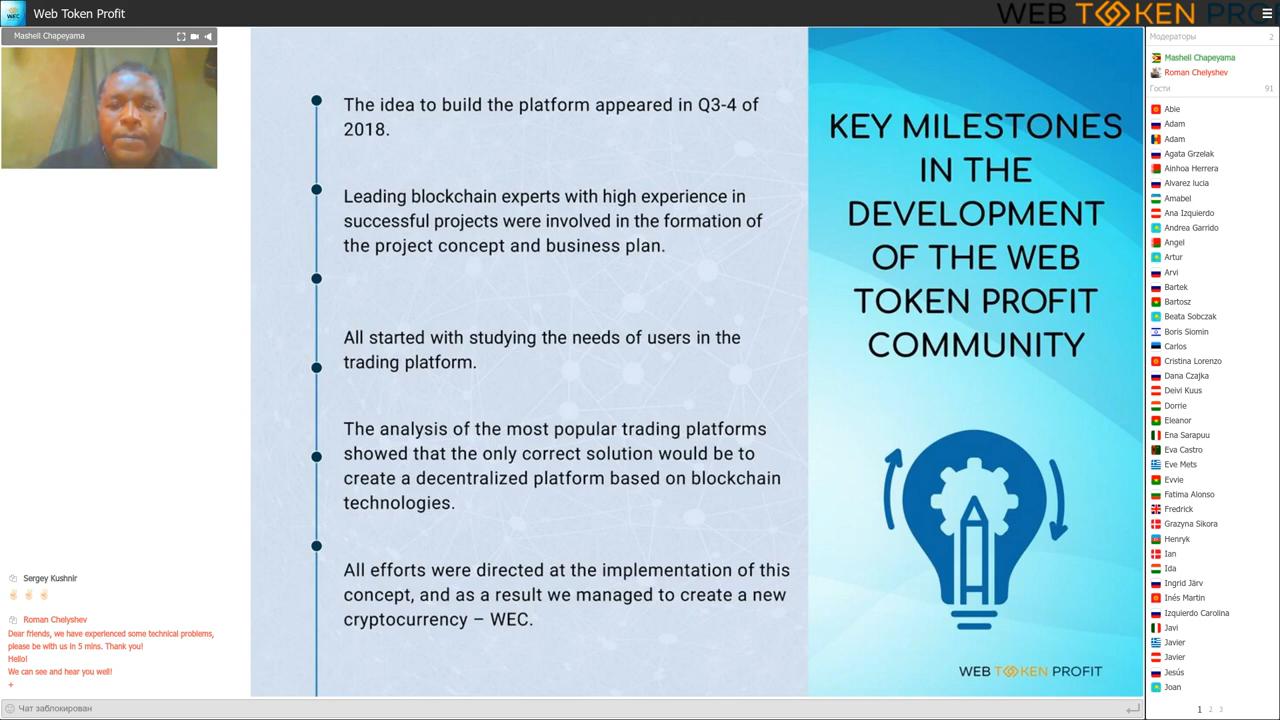 WEC
Web Token Profit
WEB TOKEN PROFI
Mashell Chapeyama
The idea to build the platform appeared in Q3-4 of
2018.
Leading blockchain experts with high experience in
successful projects were involved in the formation of
the project concept and business plan.
All started with studying the needs of users in the
trading platform.
The analysis of the most popular trading platforms
showed that the only correct solution would be to
create a decentralized platform based on blockchain
technologies.
All efforts were directed at the implementation of this
concept, and as a result we managed to create a new
cryptocurrency – WEC.
KEY MILESTONES
IN THE
DEVELOPMENT
OF THE WEB
TOKEN PROFIT
COMMUNITY
WEB TOKEN PROFIT
Sergey Kushnir
Roman Chelyshev
Dear friends, we have experienced some technical problems,
please be with us in 5 mins. Thank you!
Hello!
We can see and hear you well!
+
Чат заблокирован
Модераторы 2
Mashell Chapeyama
Roman Chelyshev
Гости 91
Abie
Adam
Adam
Agata Grzelak
Ainhoa Herrera
Alvarez lucia
Amabel
Ana Izquierdo
Andrea Garrido
Angel
Artur
Arvi
Bartek
Bartosz
Beata Sobczak
Boris Siomin
Carlos
Cristina Lorenzo
Dana Czajka
Deivi Kuus
Dorrie
Eleanor
Ena Sarapuu
Eva Castro
Eve Mets
Evvie
Fatima Alonso
Fredrick
Grazyna Sikora
Henryk
Ian
Ida
Ingrid Järv
Inés Martin
Izquierdo Carolina
Javi
Javier
Javier
Jesús
Joan
1 2 3